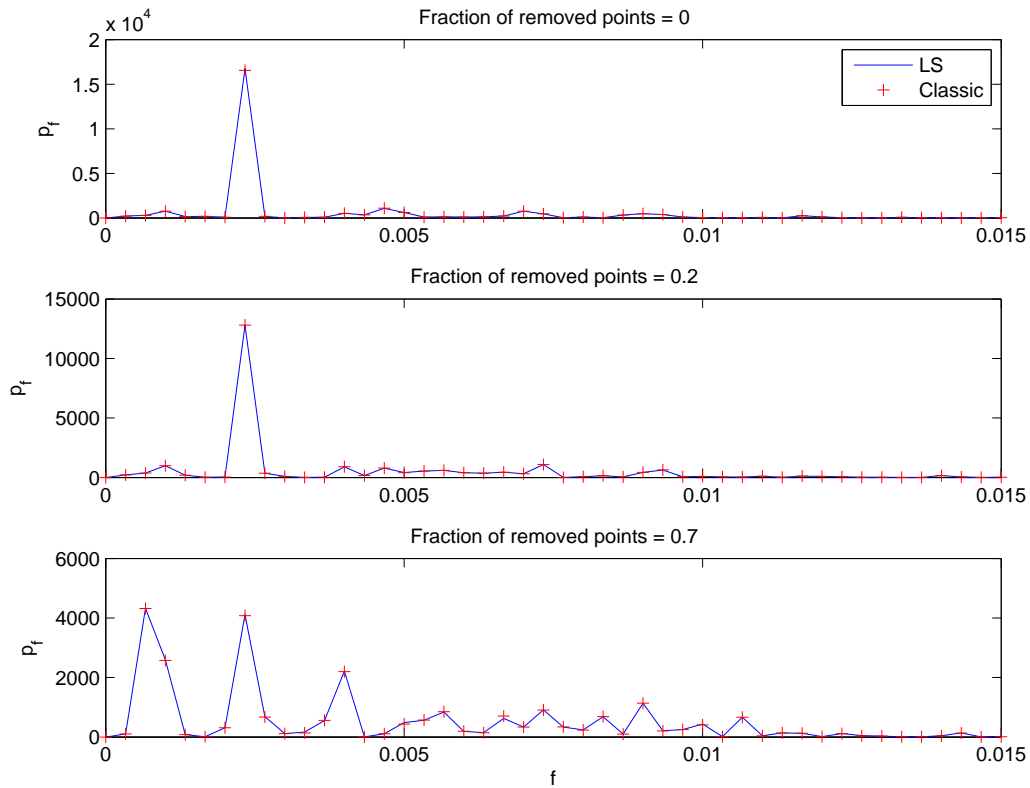 Fraction of removed points = 0
x 10^4
2
1.5
1
0.5
0
p_f
0
0.005
0.01
0.015
LS
Classic
Fraction of removed points = 0.2
15000
10000
5000
0
p_f
0
0.005
0.01
0.015
Fraction of removed points = 0.7
6000
4000
2000
0
p_f
0
0.005
0.01
0.015
f